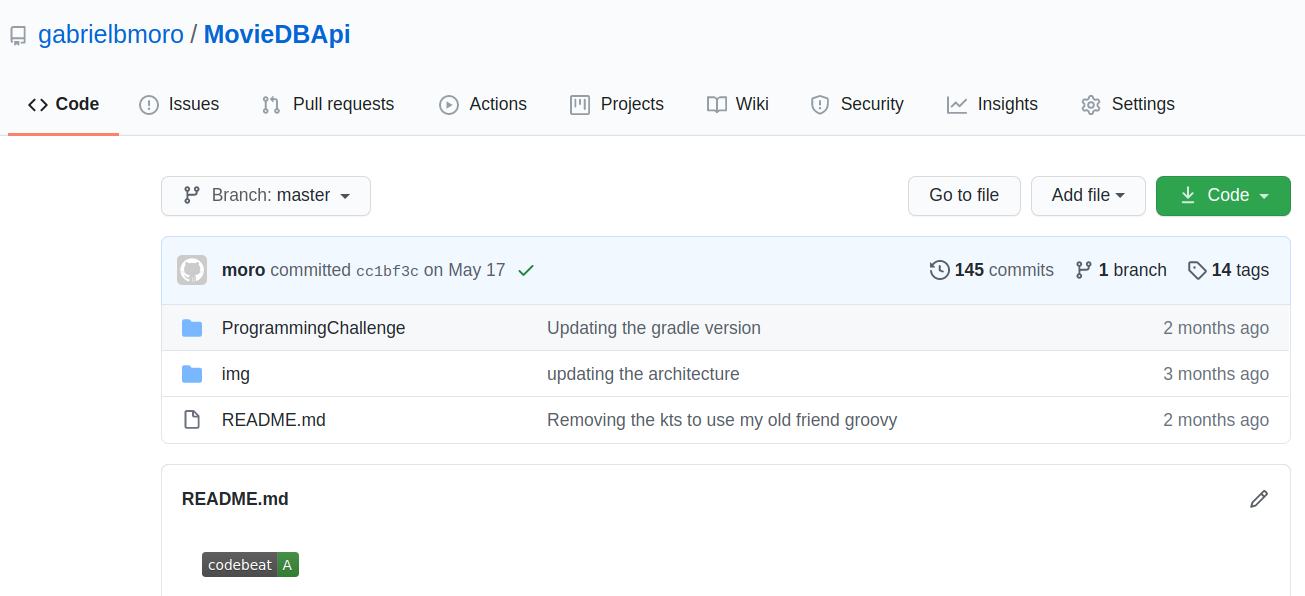 gabrielbmoro / MovieDBApi
Code Issues Pull requests Actions Projects Wiki Security Insights Settings
Branch: master Go to file Add file Code
moro committed cc1bf3c on May 17 145 commits 1 branch 14 tags
ProgrammingChallenge Updating the gradle version 2 months ago
img updating the architecture 3 months ago
README.md Removing the kts to use my old friend groovy 2 months ago
README.md
codebeat A